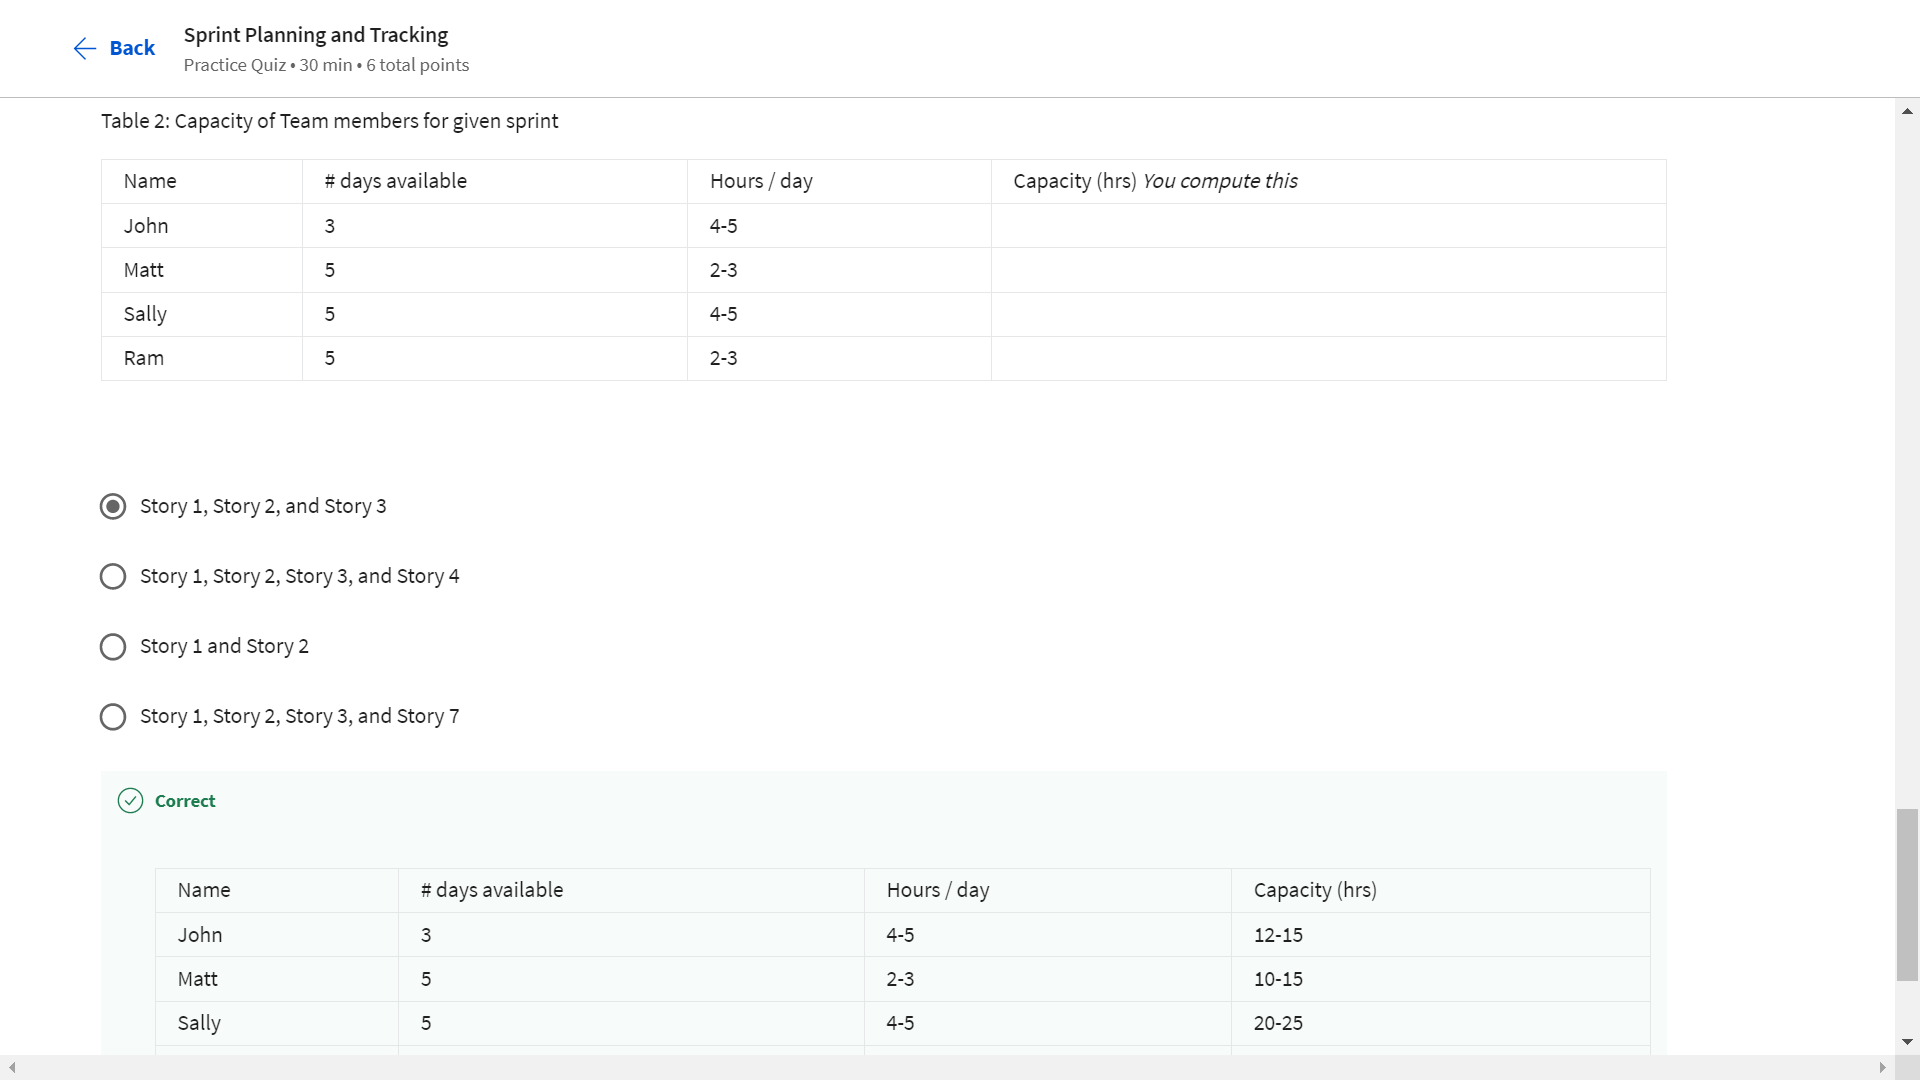 Back
Sprint Planning and Tracking
Practice Quiz • 30 min • 6 total points
Table 2: Capacity of Team members for given sprint
Name # days available Hours / day Capacity (hrs) You compute this
John 3 4-5
Matt 5 2-3
Sally 5 4-5
Ram 5 2-3
Story 1, Story 2, and Story 3
Story 1, Story 2, Story 3, and Story 4
Story 1 and Story 2
Story 1, Story 2, Story 3, and Story 7
Correct
Name # days available Hours / day Capacity (hrs)
John 3 4-5 12-15
Matt 5 2-3 10-15
Sally 5 4-5 20-25